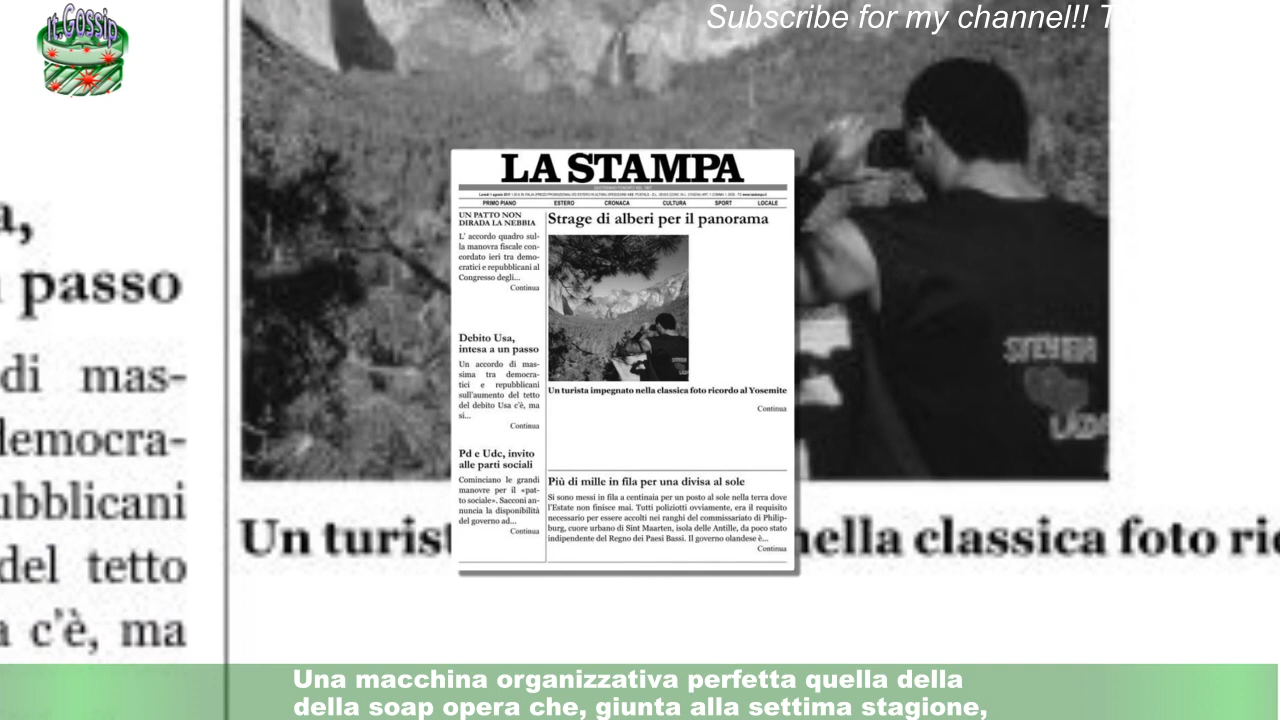 It.Gossip
Subscribe for my channel!! T
a,
passo
di mas-
democra-
ubblicani
del tetto
a c'è, ma
Un turist
nella classica foto ric
LA STAMPA
QUOTIDIANO FONDATO NEL 1867
PRIMO PIANO ESTERO CRONACA CULTURA SPORT LOCALE
UN PATTO NON
DIRADA LA NEBBIA
L' accordo quadro sul-
la manovra fiscale con-
cordato ieri tra demo-
cratici e repubblicani al
Congresso degli...
Continua
Debito Usa,
intesa a un passo
Un accordo di mas-
sima tra democra-
tici e repubblicani
sull'aumento del tetto
del debito Usa c'è, ma
si...
Continua
Pd e Udc, invito
alle parti sociali
Cominciano le grandi
manovre per il «pat-
to sociale». Sacconi an-
nuncia la disponibilità
del governo ad...
Continua
Strage di alberi per il panorama
Un turista impegnato nella classica foto ricordo al Yosemite
Continua
Più di mille in fila per una divisa al sole
Si sono messi in fila a centinaia per un posto al sole nella terra dove
l'Estate non finisce mai. Tutti poliziotti ovviamente, era il requisito
necessario per essere accolti nei ranghi del commissariato di Philip-
burg, cuore urbano di Sint Maarten, isola delle Antille, da poco stato
indipendente del Regno dei Paesi Bassi. Il governo olandese è...
Continua
Una macchina organizzativa perfetta quella della
della soap opera che, giunta alla settima stagione,